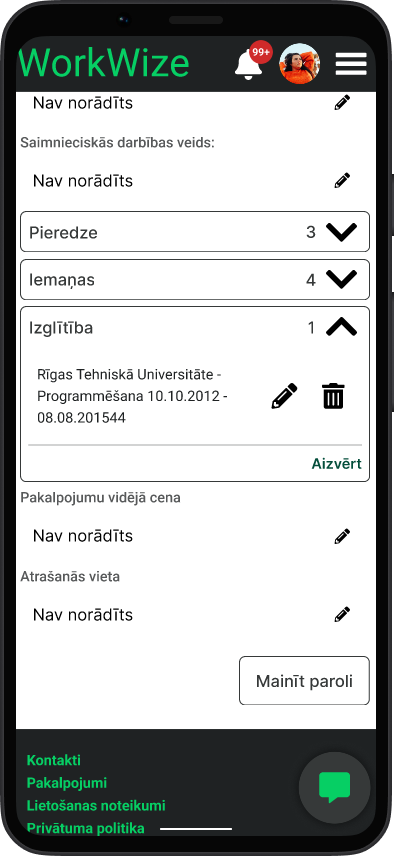 WorkWize
99+
Nav norādīts
Saimnieciskās darbības veids:
Nav norādīts
Pieredze 3
Iemaņas 4
Izglītība 1
Rīgas Tehniskā Universitāte -
Programmēšana 10.10.2012 -
08.08.201544
Aizvērt
Pakalpojumu vidējā cena
Nav norādīts
Atrašanās vieta
Nav norādīts
Mainīt paroli
Kontakti
Pakalpojumi
Lietošanas noteikumi
Privātuma politika